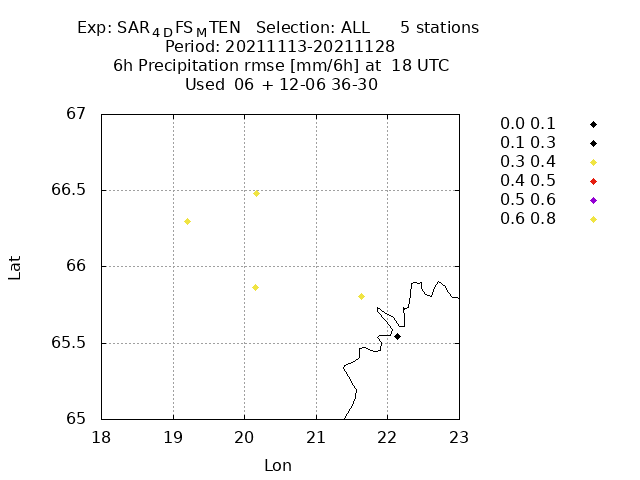 Exp: SAR4DFSMTEN   Selection: ALL      5 stations
Period: 20211113-20211128
6h Precipitation rmse [mm/6h] at  18 UTC
Used  06 + 12-06 36-30
67
66.5
66
65.5
65
18 19 20 21 22 23
Lat
Lon
0.0 0.1
0.1 0.3
0.3 0.4
0.4 0.5
0.5 0.6
0.6 0.8